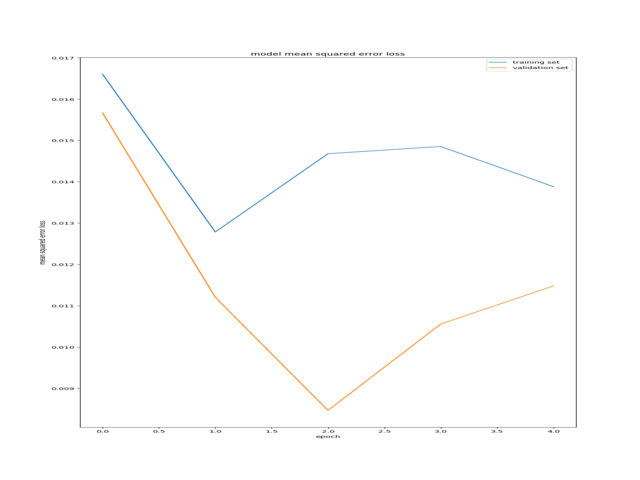 model mean squared error loss
training set
validation set
0.017
0.016
0.015
0.014
0.013
0.012
0.011
0.010
0.009
mean squared error loss
0.0 0.5 1.0 1.5 2.0 2.5 3.0 3.5 4.0
epoch